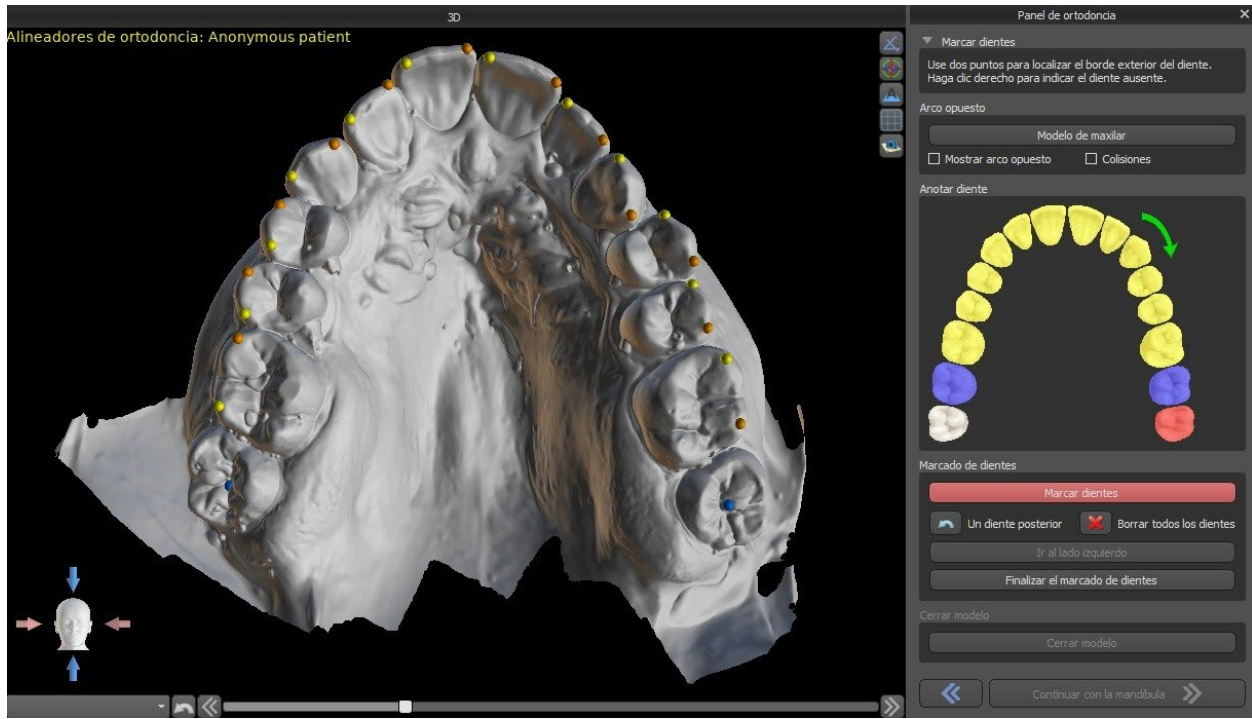 3D
Alineadores de ortodoncia: Anonymous patient
Panel de ortodoncia
Marcar dientes
Use dos puntos para localizar el borde exterior del diente.
Haga clic derecho para indicar el diente ausente.
Arco opuesto
Modelo de maxilar
Mostrar arco opuesto
Colisiones
Anotar diente
Marcado de dientes
Marcar dientes
Un diente posterior
Borrar todos los dientes
Ir al lado izquierdo
Finalizar el marcado de dientes
Cerrar modelo
Cerrar modelo
Continuar con la mandíbula